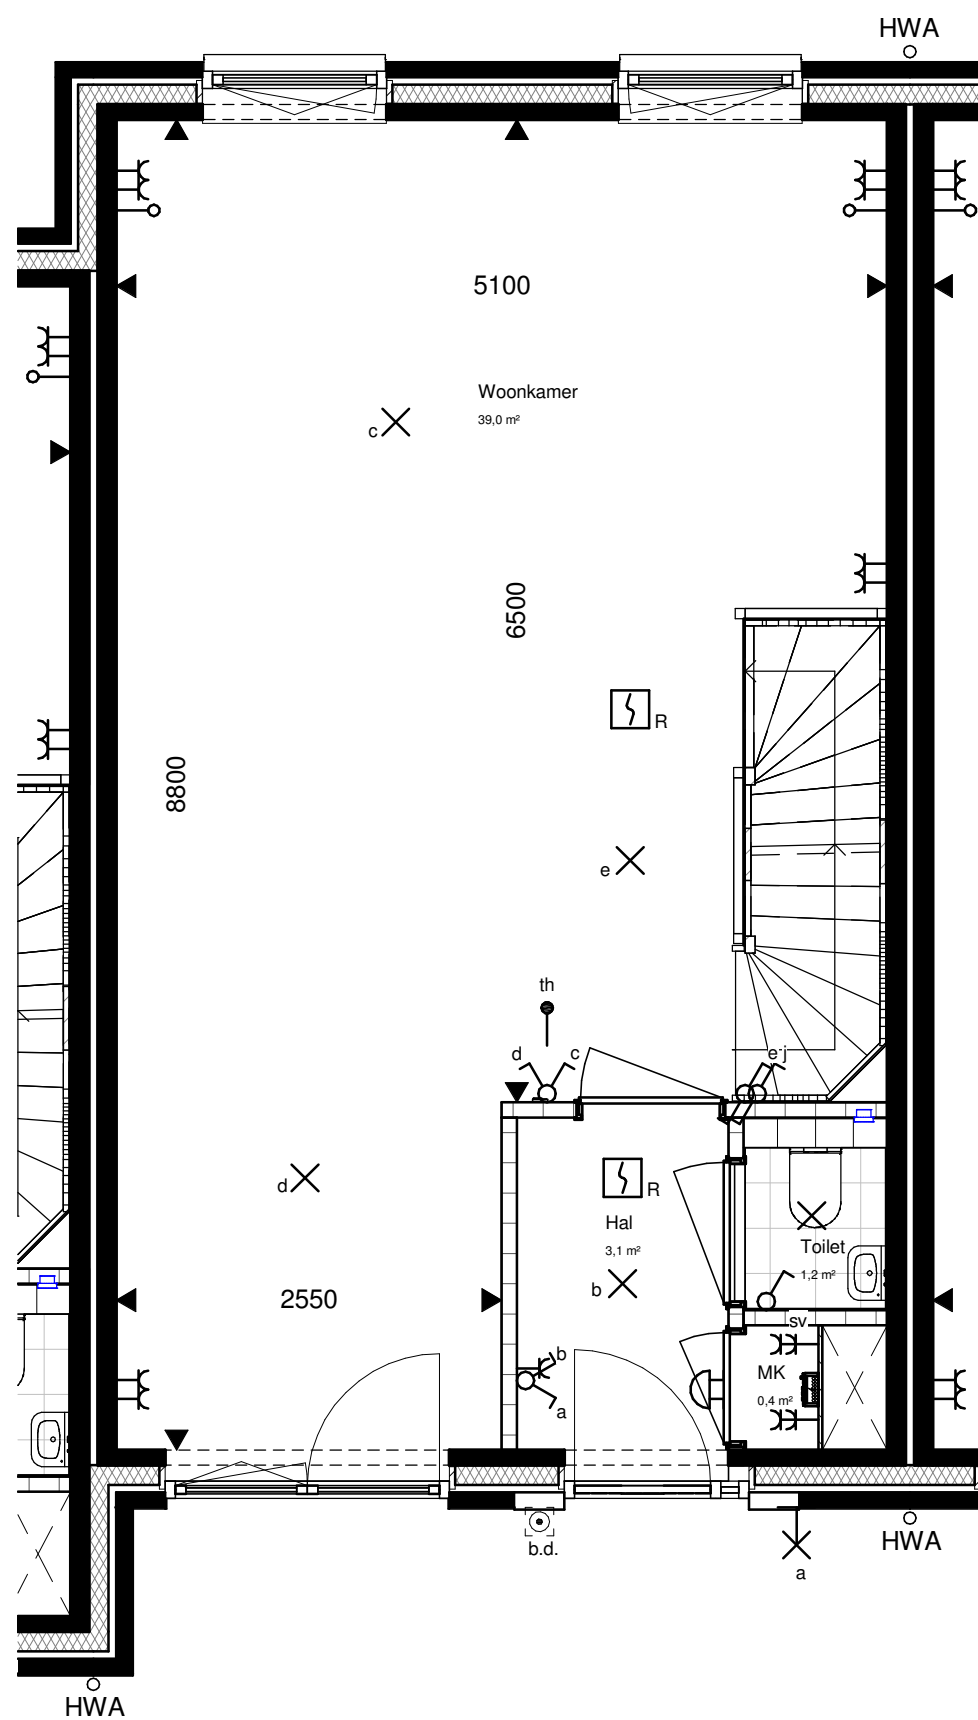 HWA
5100
Woonkamer
39,0 m²
c
6500
R
8800
e
th
d
c
e j
d
R
Hal
3,1 m²
b
Toilet
1,2 m²
2550
sv
b
MK
0,4 m²
a
b.d.
HWA
a
HWA